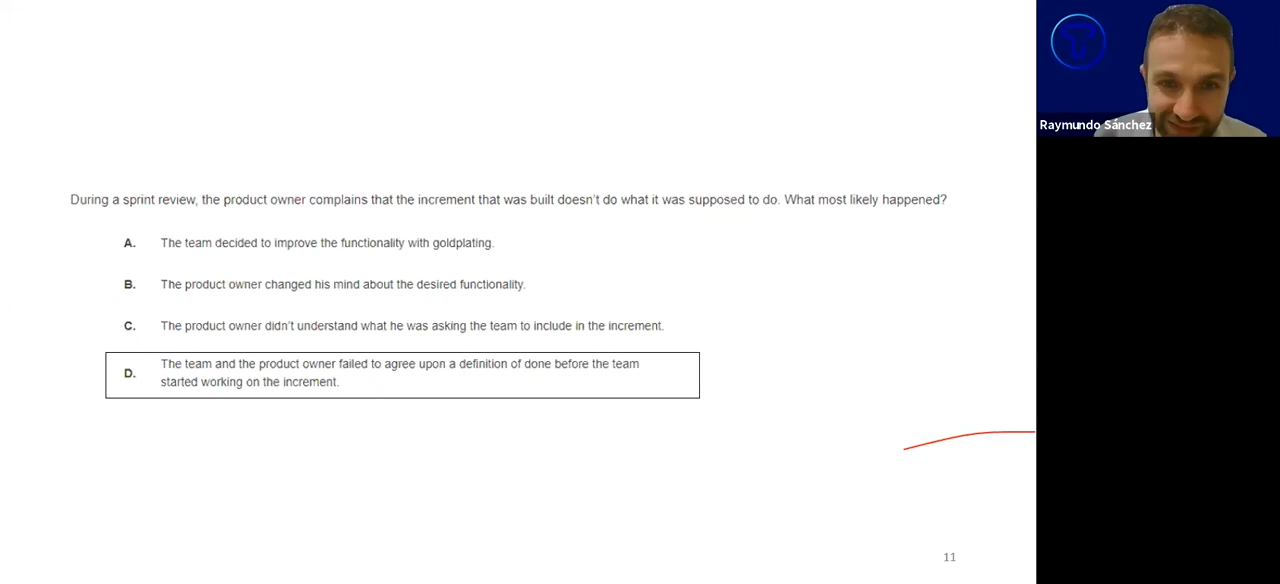 During a sprint review, the product owner complains that the increment that was built doesn't do what it was supposed to do. What most likely happened?
A. The team decided to improve the functionality with goldplating.
B. The product owner changed his mind about the desired functionality.
C. The product owner didn't understand what he was asking the team to include in the increment.
D. The team and the product owner failed to agree upon a definition of done before the team
started working on the increment.
11
Raymundo Sánchez